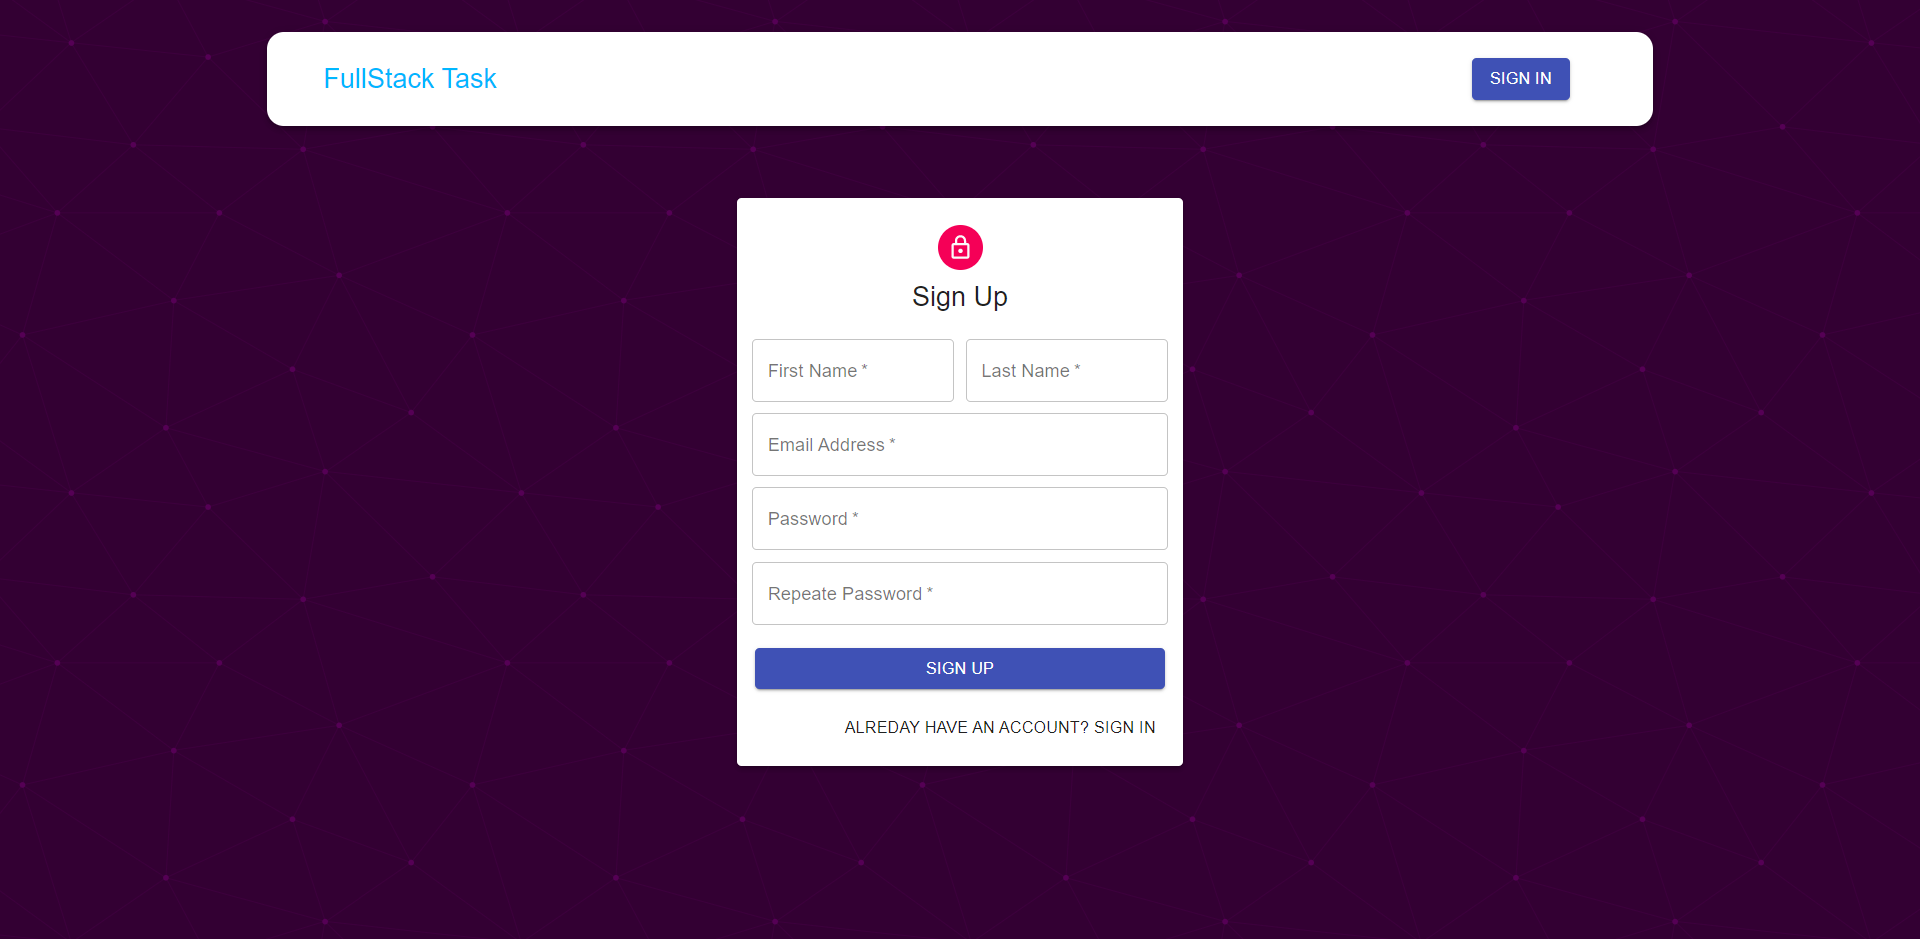 FullStack Task
SIGN IN
Sign Up
First Name *
Last Name *
Email Address *
Password *
Repeate Password *
SIGN UP
ALREDAY HAVE AN ACCOUNT? SIGN IN